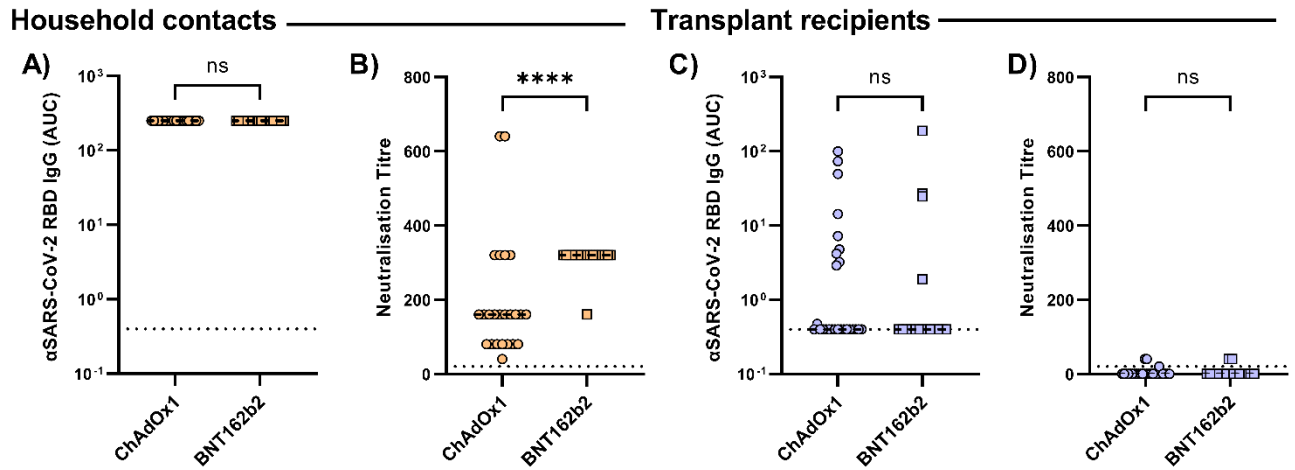 Household contacts
Transplant recipients
A)
ns
αSARS-CoV-2 RBD IgG (AUC)
10³
10²
10¹
10⁰
10⁻¹
ChAdOx1
BNT162b2
B)
****
Neutralisation Titre
800
600
400
200
0
ChAdOx1
BNT162b2
C)
ns
αSARS-CoV-2 RBD IgG (AUC)
10³
10²
10¹
10⁰
10⁻¹
ChAdOx1
BNT162b2
D)
ns
Neutralisation Titre
800
600
400
200
0
ChAdOx1
BNT162b2